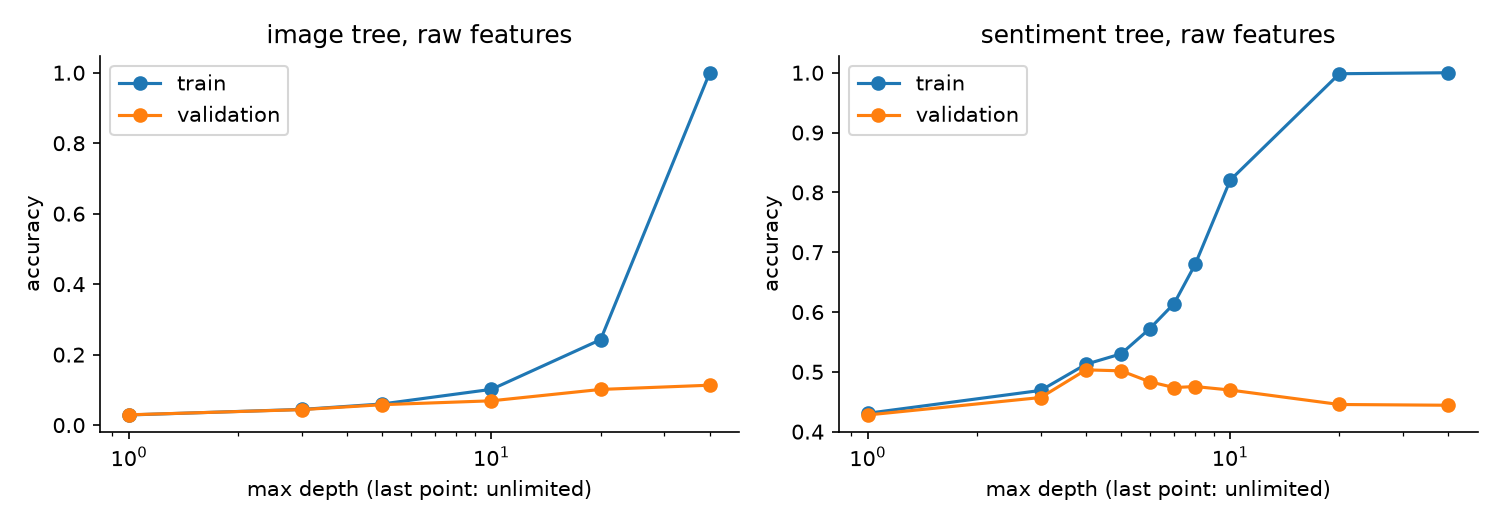 image tree, raw features
train
validation
1.0
0.8
0.6
0.4
0.2
0.0
accuracy
10⁰
10¹
max depth (last point: unlimited)
sentiment tree, raw features
train
validation
1.0
0.9
0.8
0.7
0.6
0.5
0.4
accuracy
10⁰
10¹
max depth (last point: unlimited)